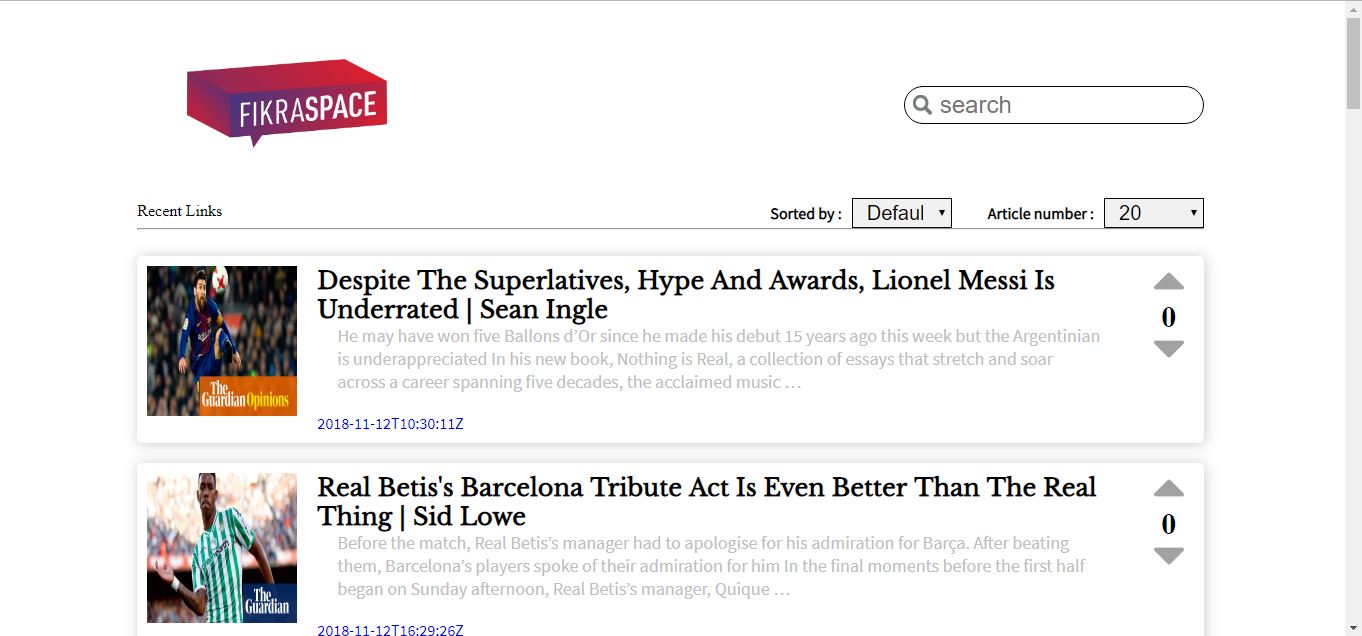 FIKRASPACE
search
Recent Links
Sorted by :
Defaul
Article number :
20
Despite The Superlatives, Hype And Awards, Lionel Messi Is
Underrated | Sean Ingle
He may have won five Ballons d’Or since he made his debut 15 years ago this week but the Argentinian
is underappreciated In his new book, Nothing is Real, a collection of essays that stretch and soar
across a career spanning five decades, the acclaimed music …
2018-11-12T10:30:11Z
0
The
Guardian Opinions
Real Betis's Barcelona Tribute Act Is Even Better Than The Real
Thing | Sid Lowe
Before the match, Real Betis’s manager had to apologise for his admiration for Barça. After beating
them, Barcelona’s players spoke of their admiration for him In the final moments before the first half
began on Sunday afternoon, Real Betis’s manager, Quique …
2018-11-12T16:29:26Z
0
The
Guardian